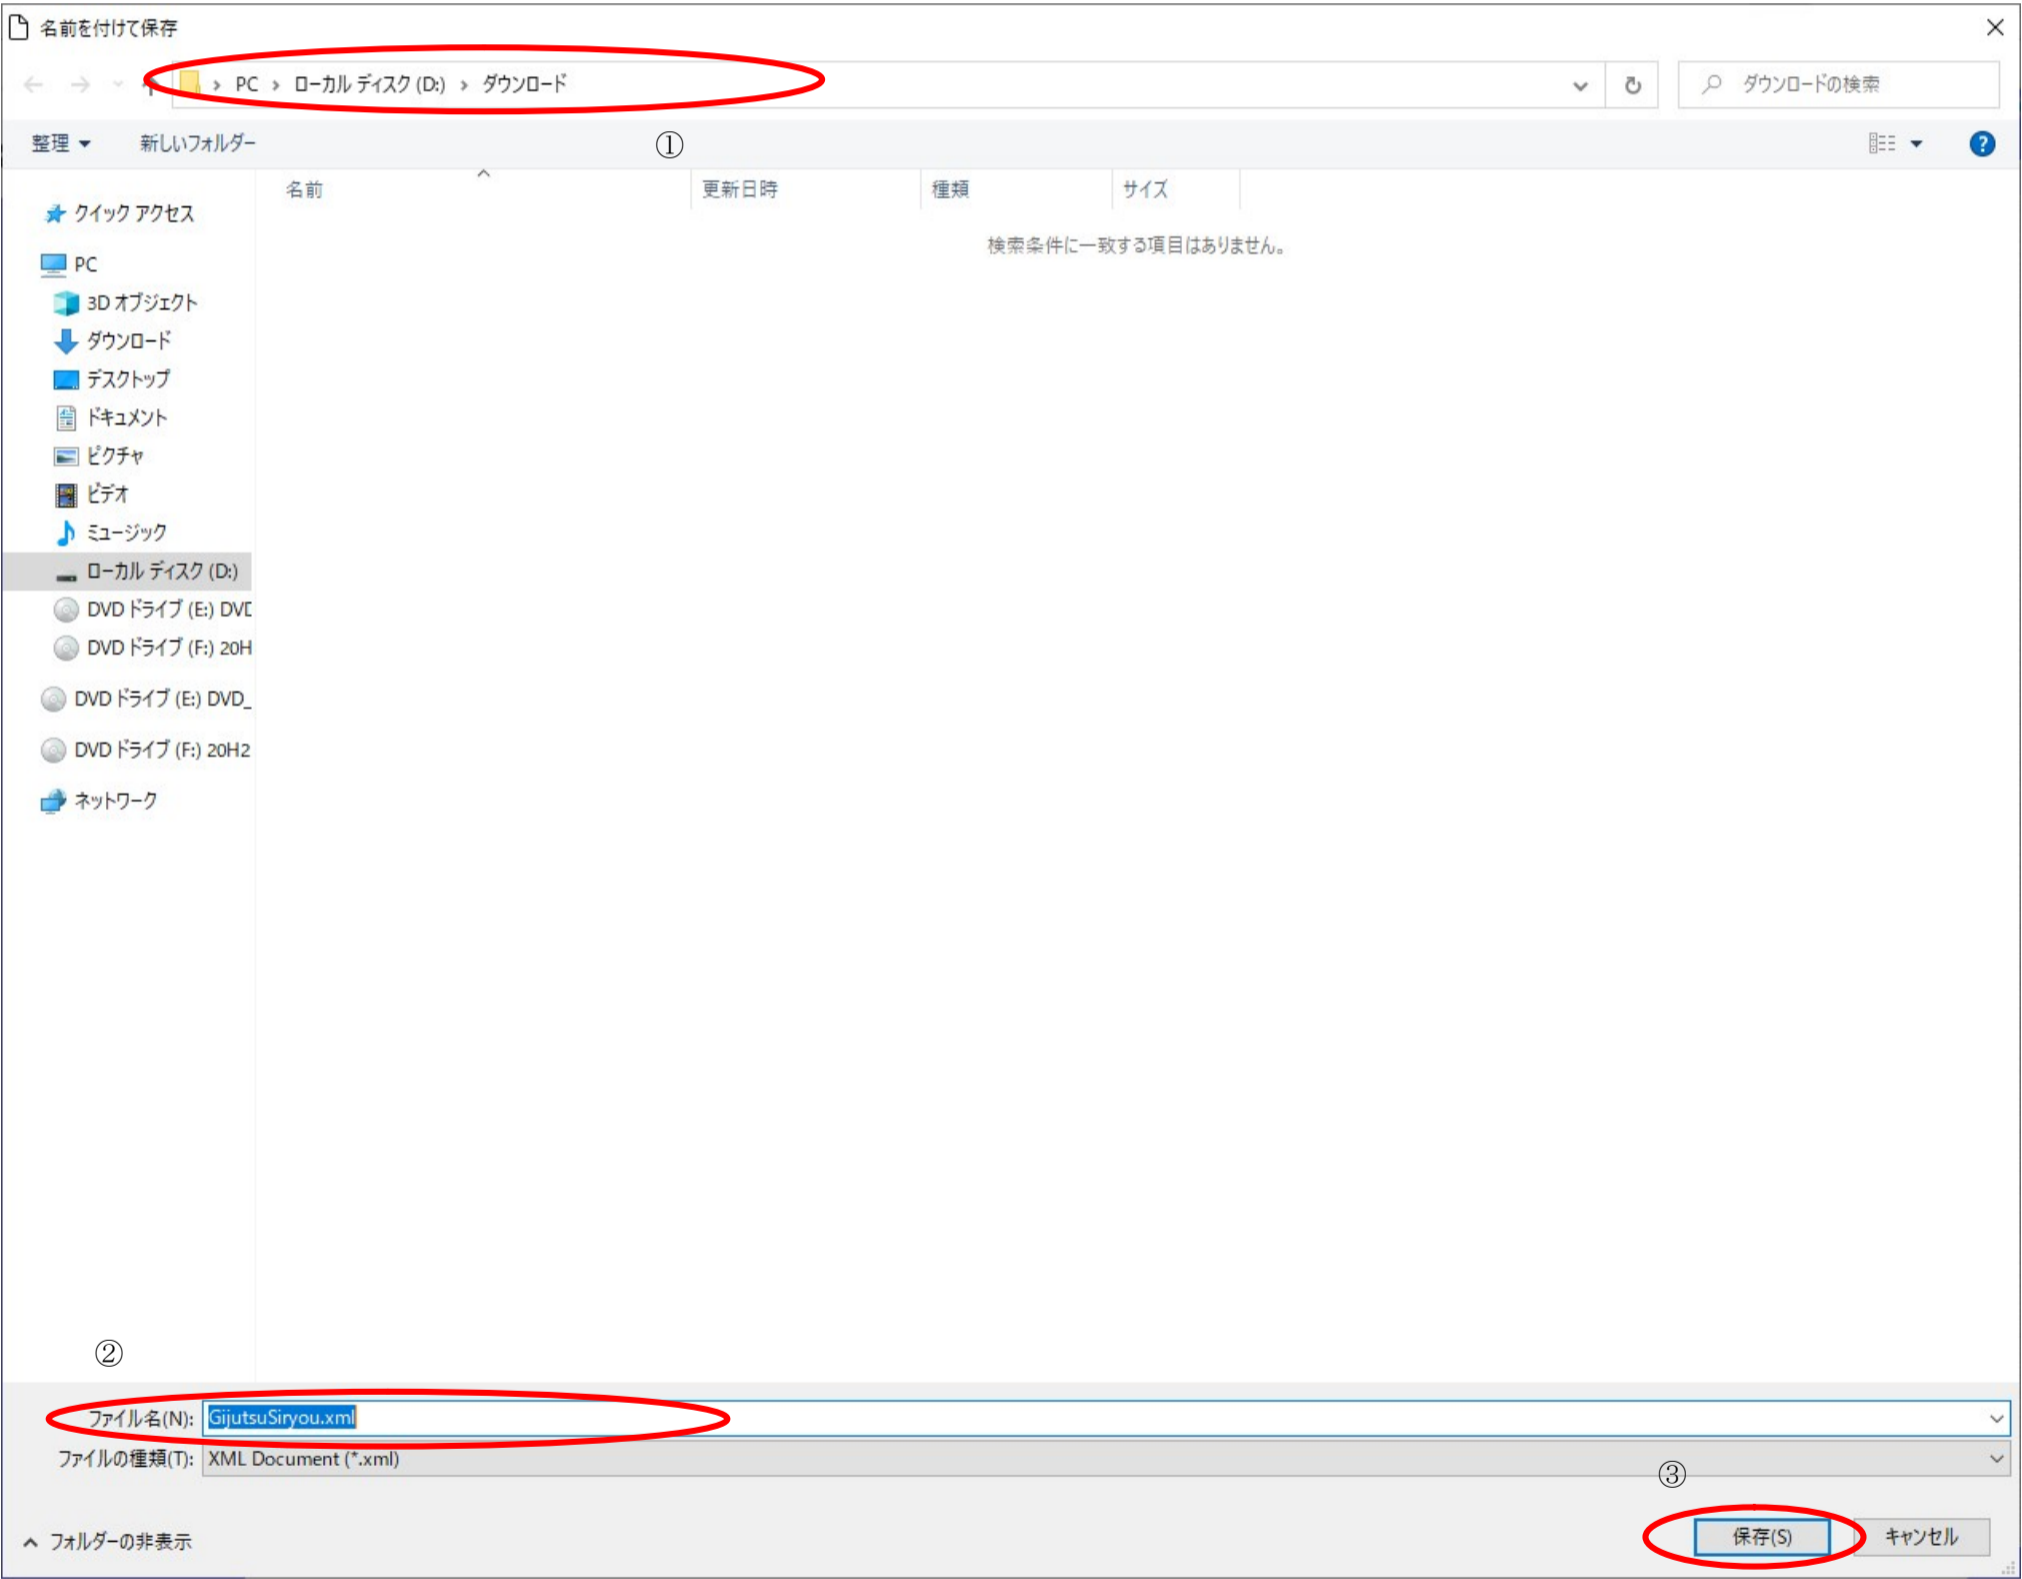 名前を付けて保存
PC › ローカル ディスク (D:) › ダウンロード
ダウンロードの検索
整理
新しいフォルダー
①
名前
更新日時
種類
サイズ
検索条件に一致する項目はありません。
クイック アクセス
PC
3D オブジェクト
ダウンロード
デスクトップ
ドキュメント
ピクチャ
ビデオ
ミュージック
ローカル ディスク (D:)
DVD ドライブ (E:) DVD
DVD ドライブ (F:) 20H
DVD ドライブ (E:) DVD_
DVD ドライブ (F:) 20H2
ネットワーク
②
ファイル名(N): GijutsuSiryou.xml
ファイルの種類(T): XML Document (*.xml)
③
フォルダーの非表示
保存(S)
キャンセル